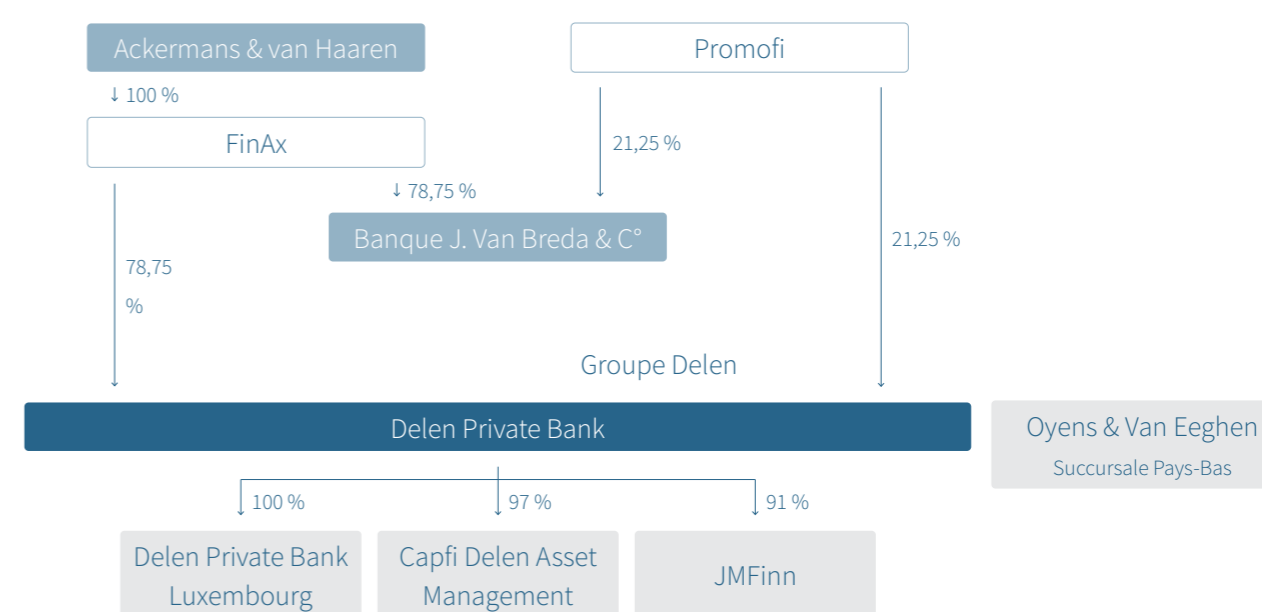 Ackermans & van Haaren
Promofi
↓ 100 %
FinAx
21,25 %
↓ 78,75 %
Banque J. Van Breda & C°
21,25 %
78,75
%
Groupe Delen
Delen Private Bank
Oyens & Van Eeghen
Succursale Pays-Bas
100 %
97 %
91 %
Delen Private Bank
Luxembourg
Capfi Delen Asset
Management
JMFinn